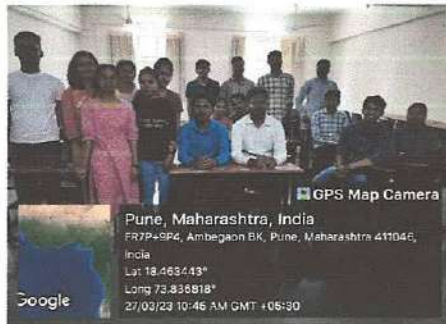 GPS Map Camera
Pune, Maharashtra, India
FR7P+9P4, Ambegaon BK, Pune, Maharashtra 411046,
India
Lat 18.463443°
Long 73.836818°
27/03/23 10:45 AM GMT +05:30
Google